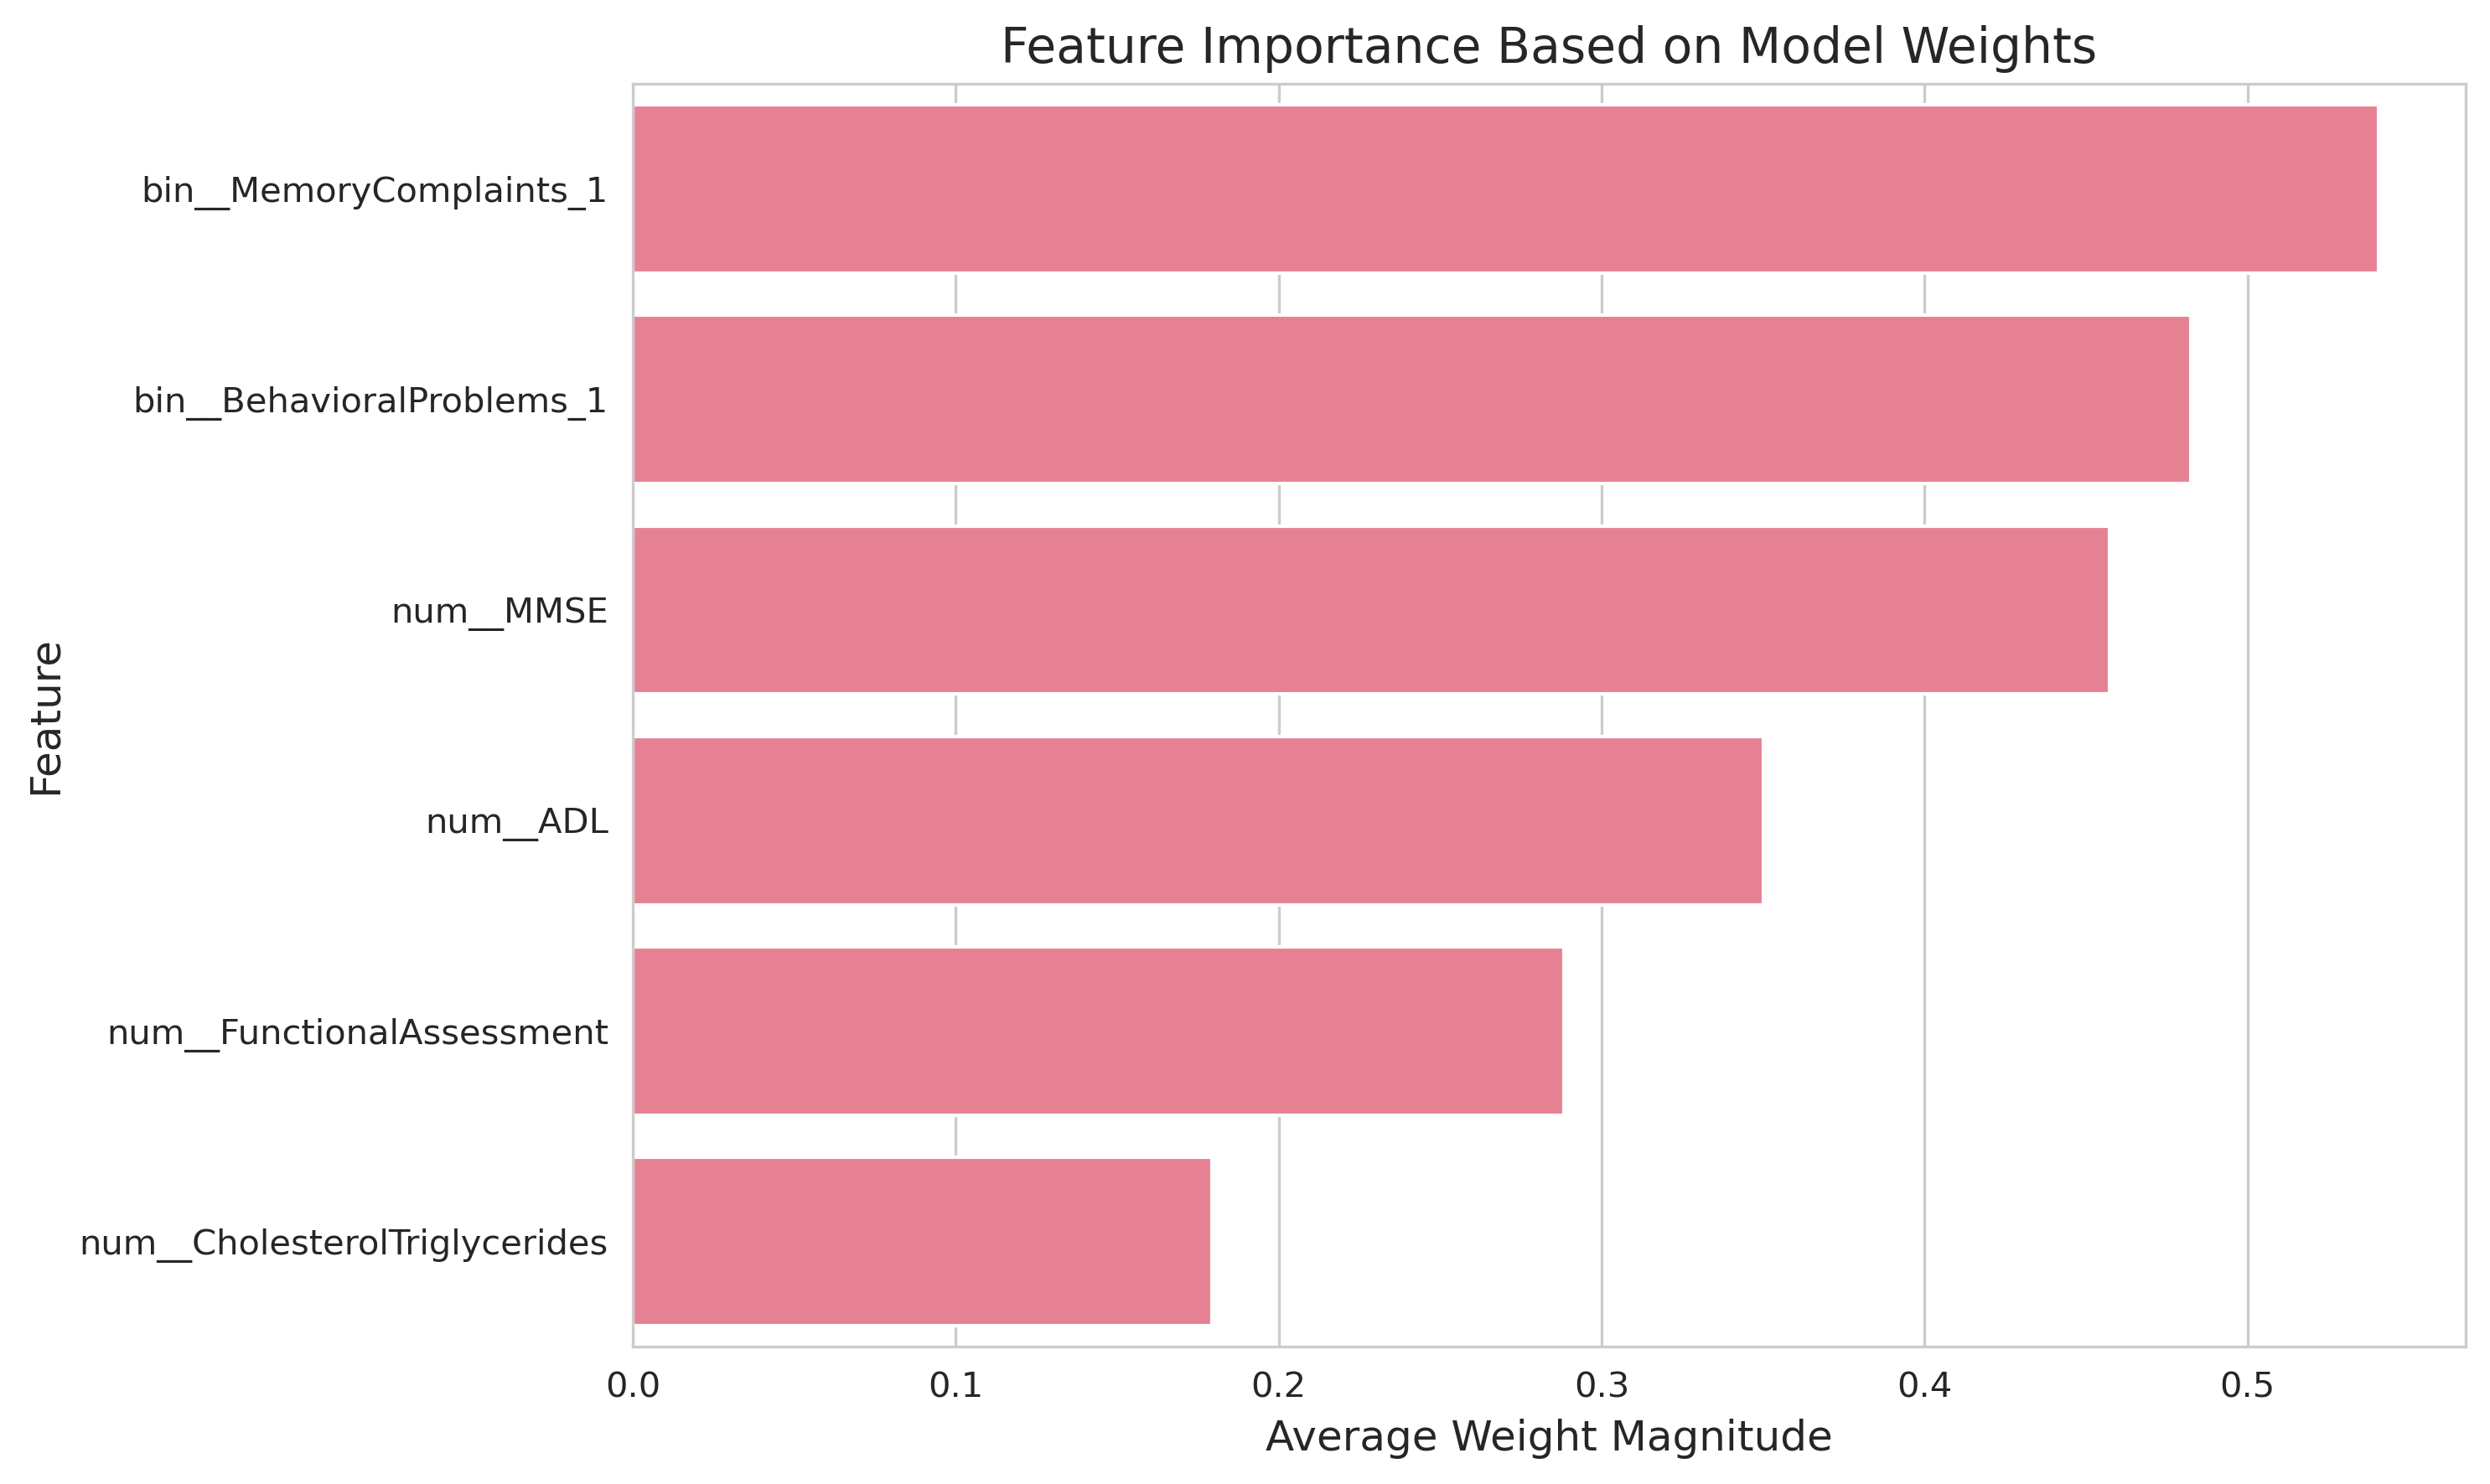 Feature Importance Based on Model Weights
bin__MemoryComplaints_1
bin__BehavioralProblems_1
num__MMSE
num__ADL
num__FunctionalAssessment
num__CholesterolTriglycerides
Feature
0.0 0.1 0.2 0.3 0.4 0.5
Average Weight Magnitude